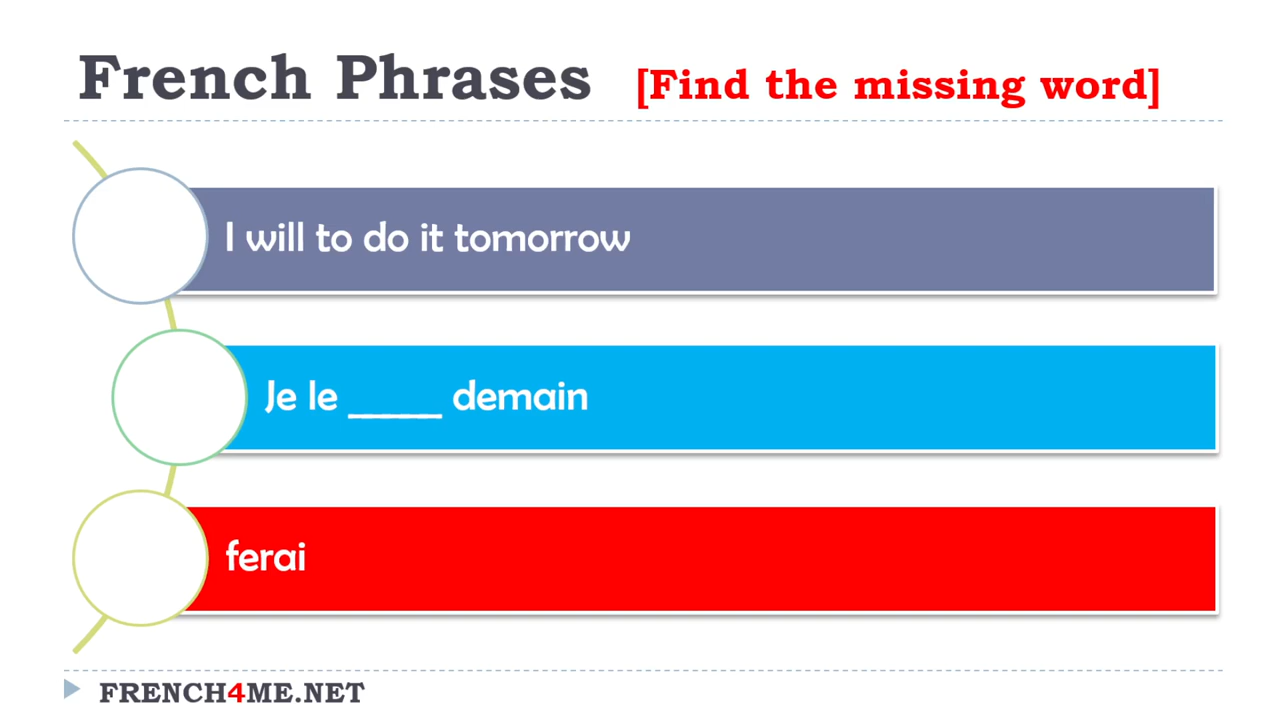 French Phrases [Find the missing word]
I will to do it tomorrow
Je le _____ demain
ferai
FRENCH4ME.NET